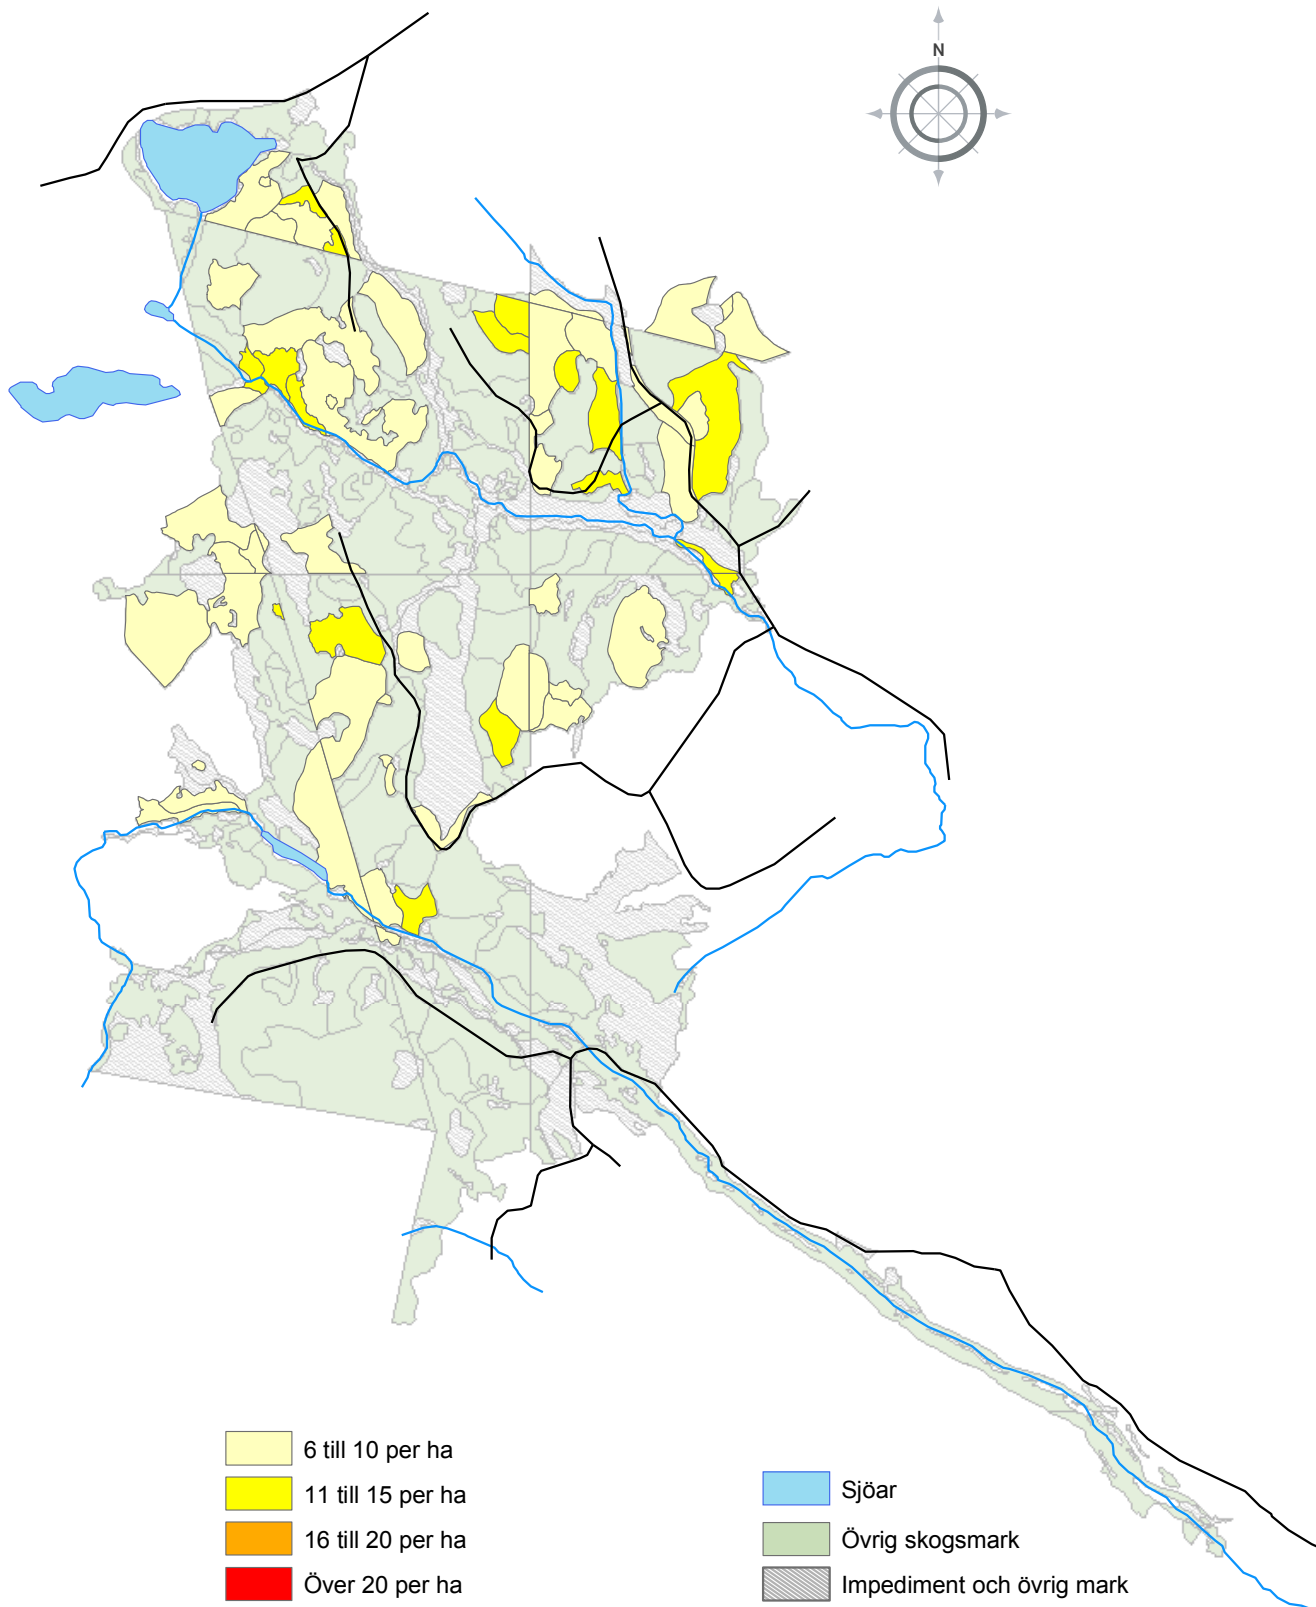 N
6 till 10 per ha
11 till 15 per ha
16 till 20 per ha
Över 20 per ha
Sjöar
Övrig skogsmark
Impediment och övrig mark